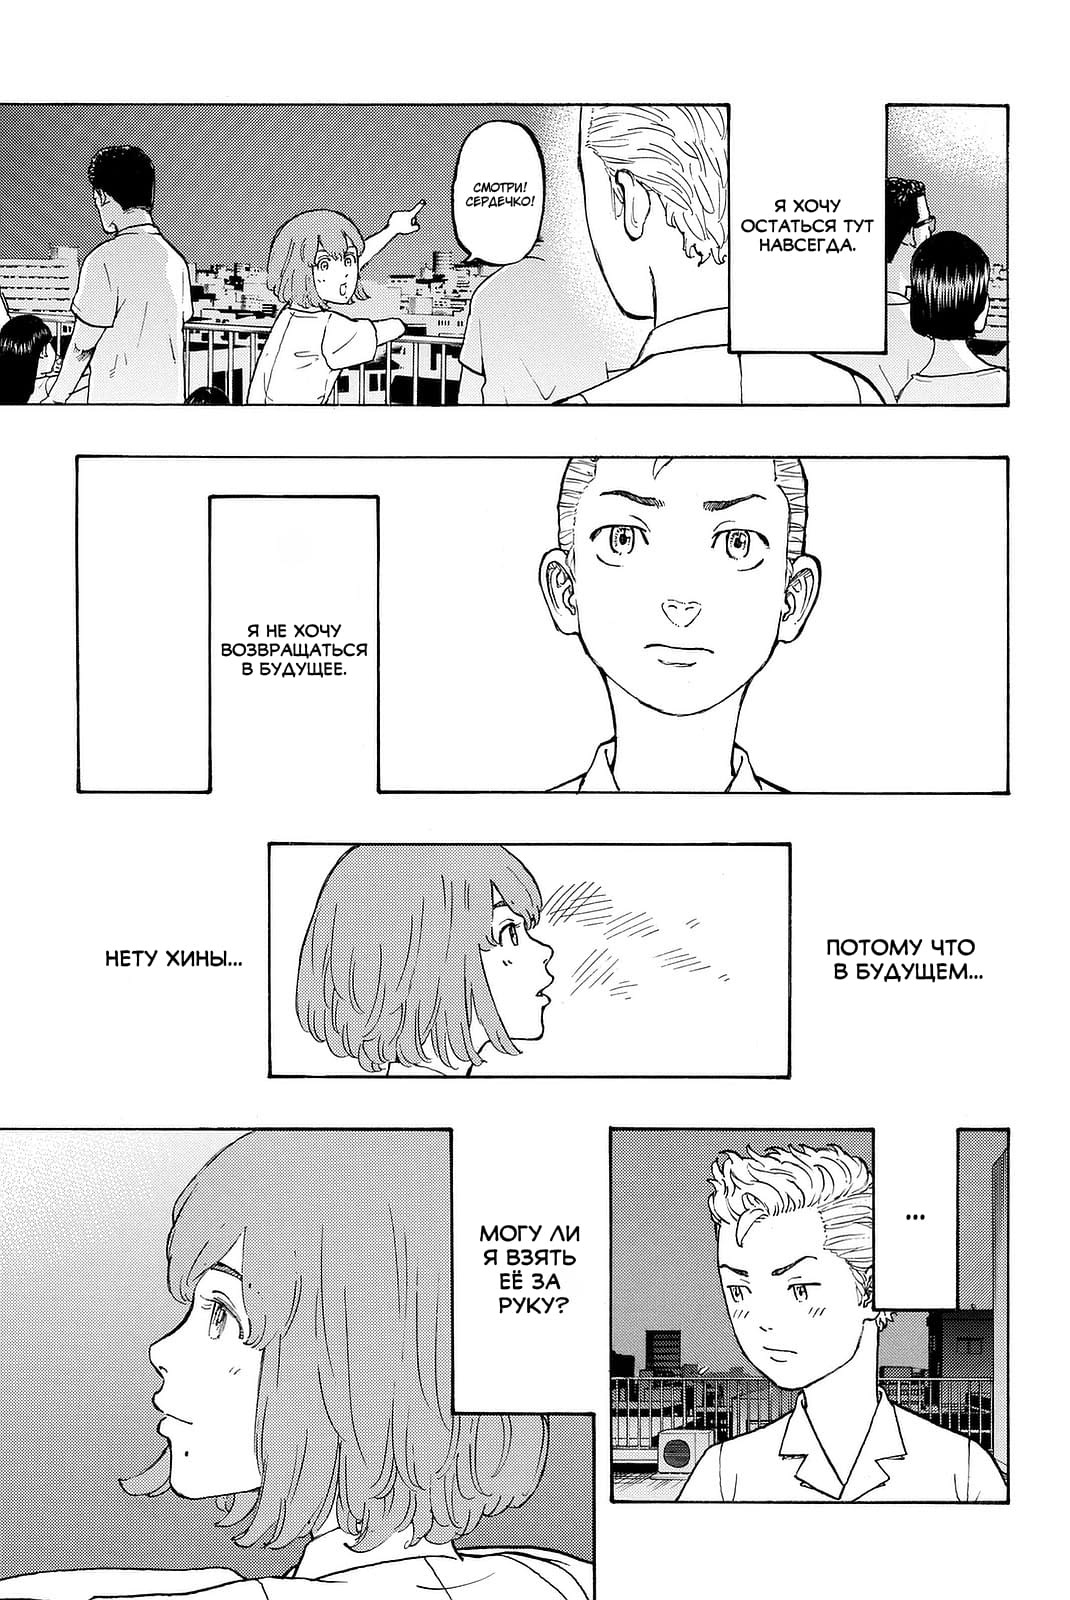 Я ХОЧУ
ОСТАТЬСЯ ТУТ
НАВСЕГДА.
СМОТРИ!
СЕРДЕЧКО!
Я НЕ ХОЧУ
ВОЗВРАЩАТЬСЯ
В БУДУЩЕЕ.
ПОТОМУ ЧТО
В БУДУЩЕМ...
НЕТУ ХИНЫ...
...
МОГУ ЛИ
Я ВЗЯТЬ
ЕЁ ЗА
РУКУ?